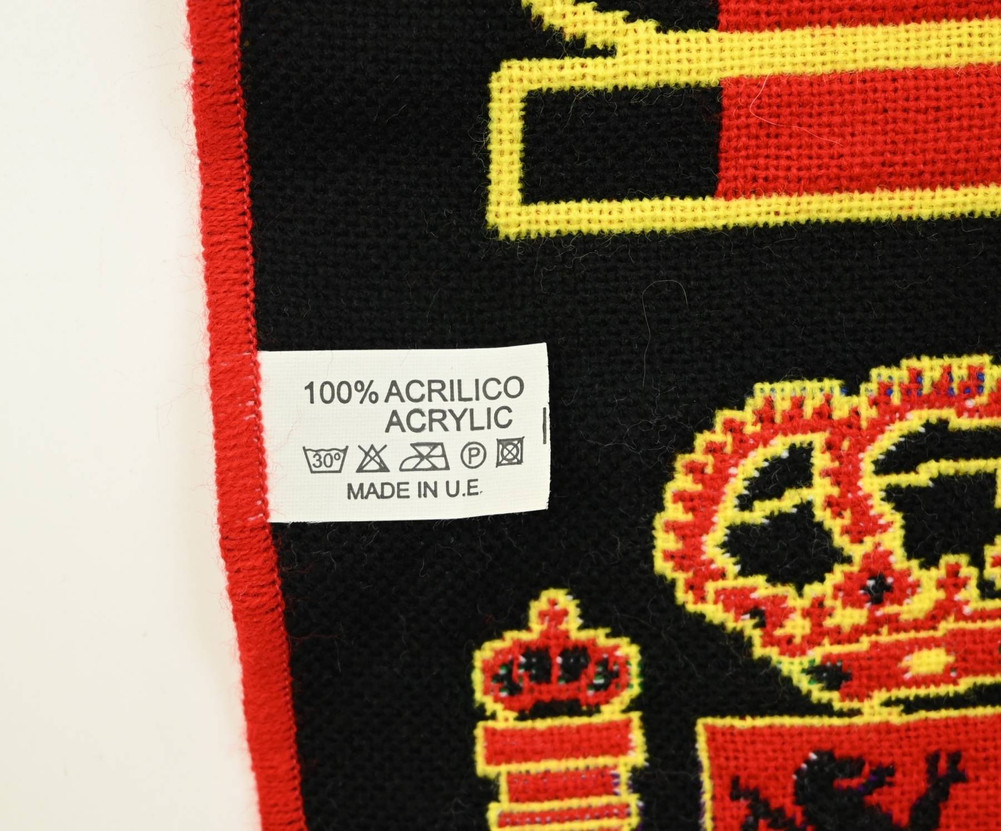 100% ACRILICO
ACRYLIC
30° P
MADE IN U.E.